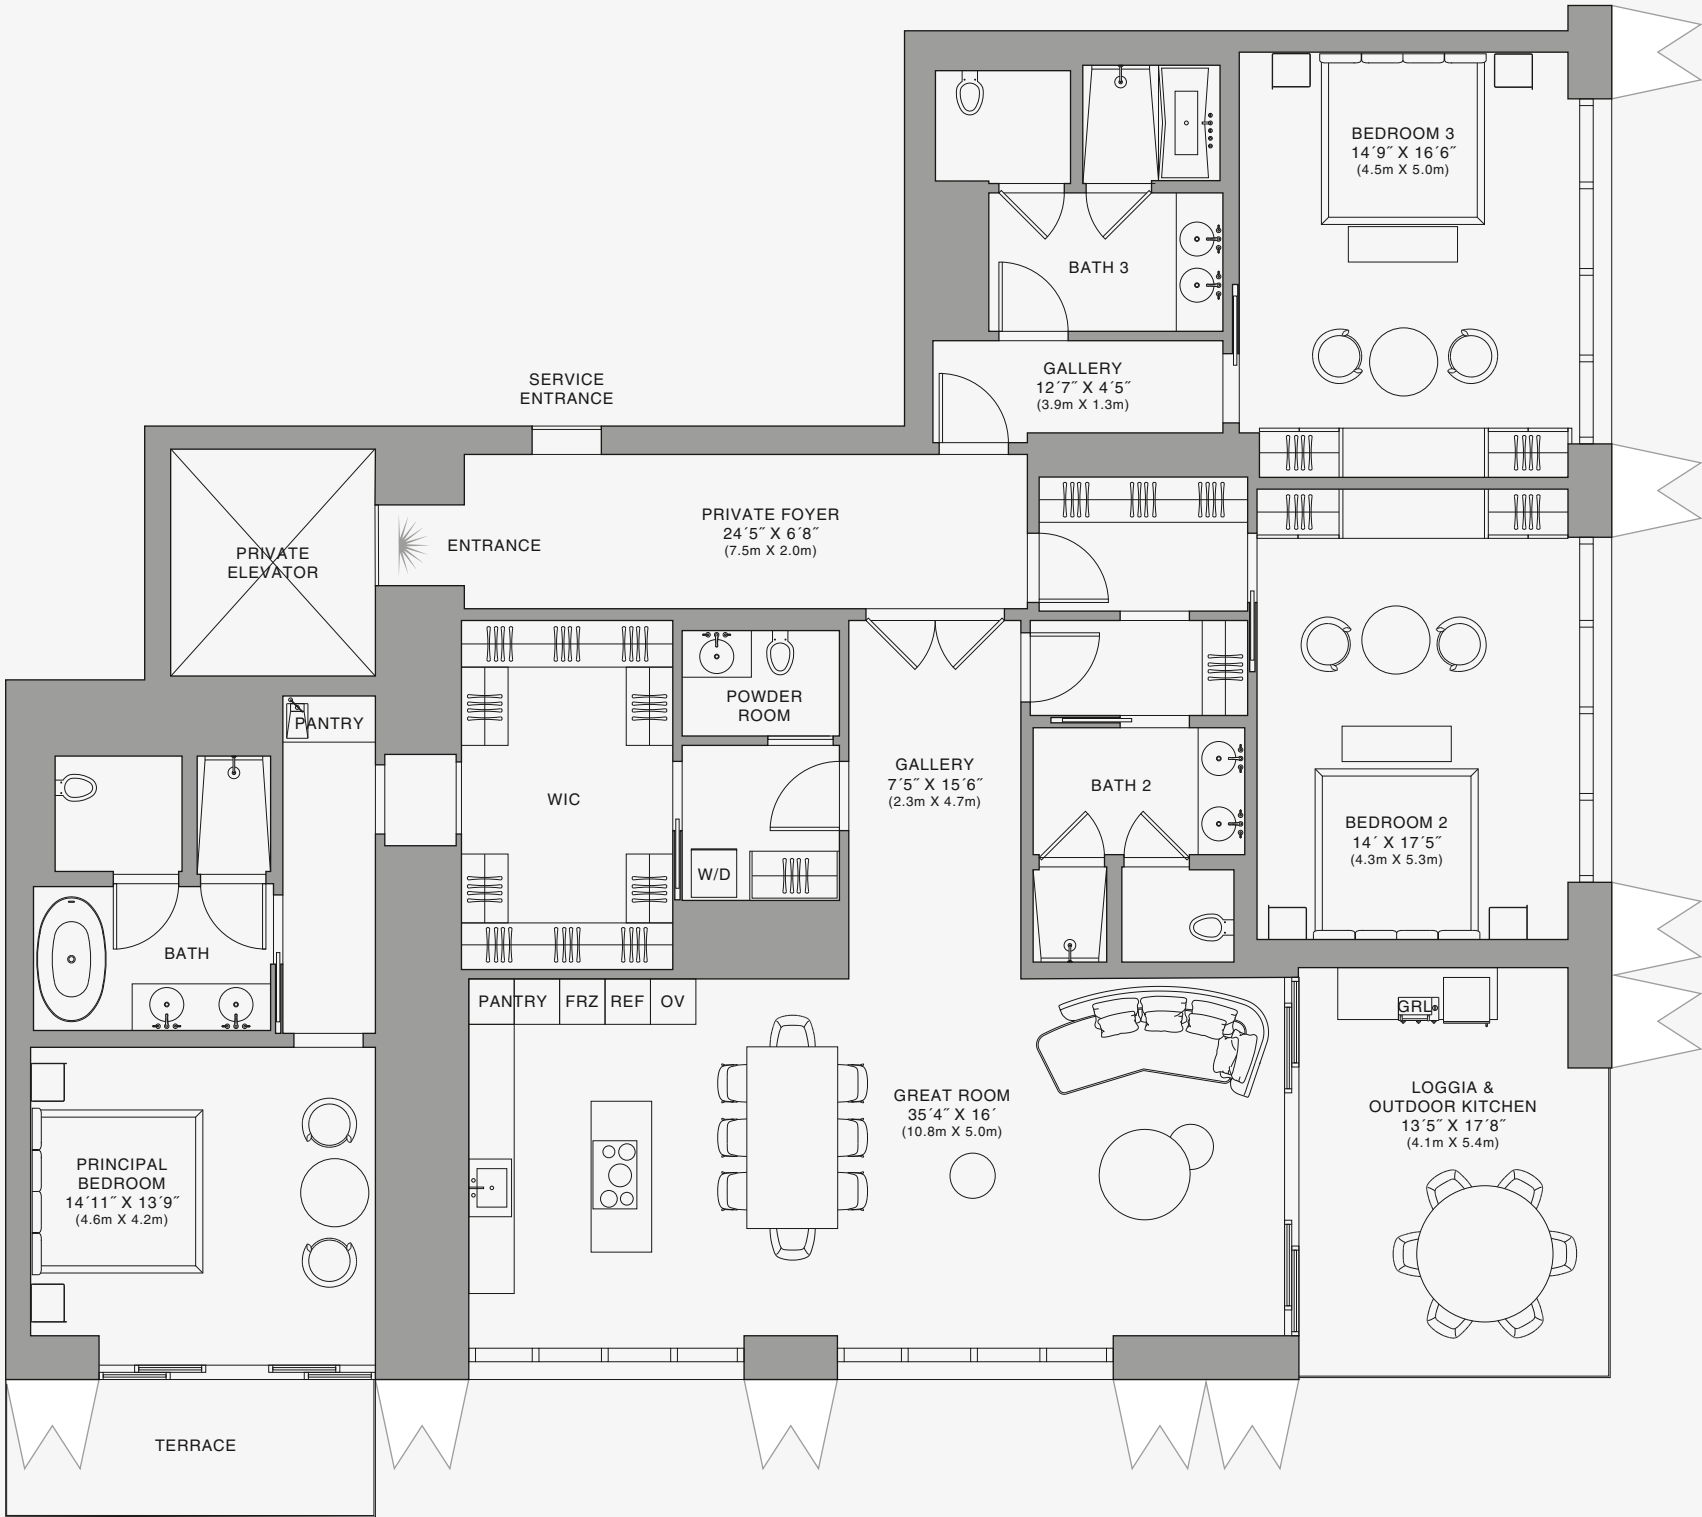 BEDROOM 3
14´9˝ X 16´6˝
(4.5m X 5.0m)
BATH 3
GALLERY
12´7˝ X 4´5˝
(3.9m X 1.3m)
SERVICE
ENTRANCE
PRIVATE FOYER
24´5˝ X 6´8˝
(7.5m X 2.0m)
ENTRANCE
PRIVATE
ELEVATOR
POWDER
ROOM
PANTRY
GALLERY
7´5˝ X 15´6˝
(2.3m X 4.7m)
WIC
BATH 2
BEDROOM 2
14´ X 17´5˝
(4.3m X 5.3m)
W/D
BATH
PANTRY
FRZ
REF
OV
GRL
GREAT ROOM
35´4˝ X 16´
(10.8m X 5.0m)
LOGGIA &
OUTDOOR KITCHEN
13´5˝ X 17´8˝
(4.1m X 5.4m)
PRINCIPAL
BEDROOM
14´11˝ X 13´9˝
(4.6m X 4.2m)
TERRACE